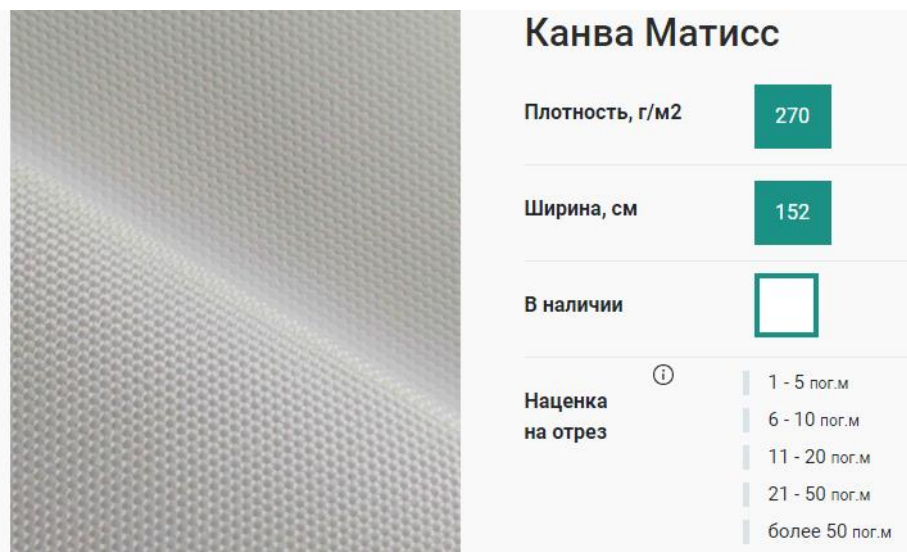 Канва Матисс
Плотность, г/м2
270
Ширина, см
152
В наличии
Наценка
на отрез
1 - 5 пог.м
6 - 10 пог.м
11 - 20 пог.м
21 - 50 пог.м
более 50 пог.м